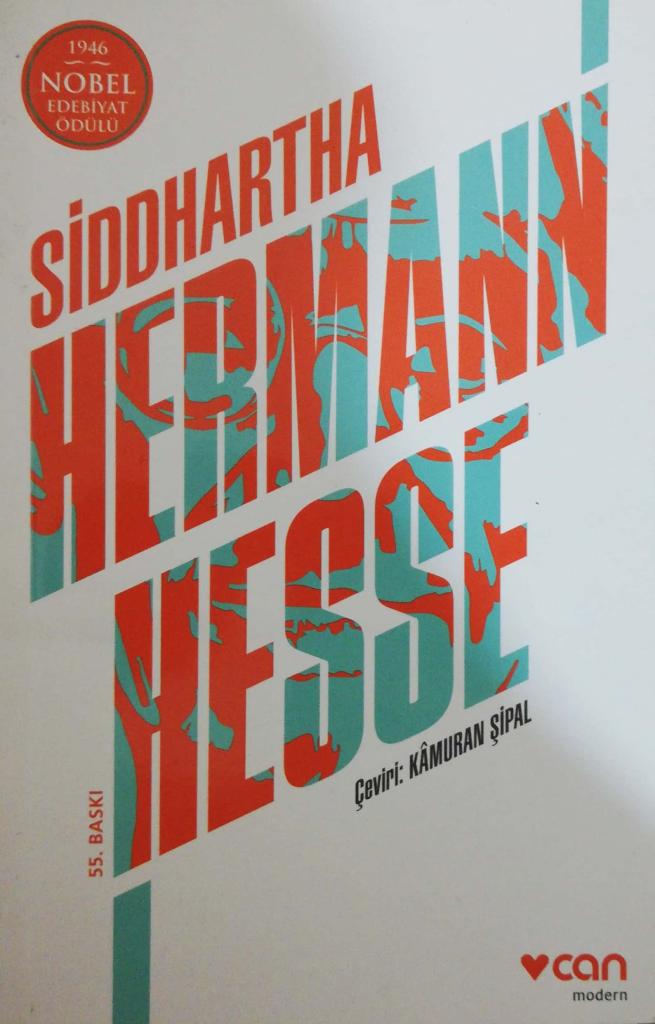 1946
NOBEL
EDEBİYAT
ÖDÜLÜ
SİDDHARTHA
HERMANN
HESSE
Çeviri: KÂMURAN ŞİPAL
55. BASKI
can
modern